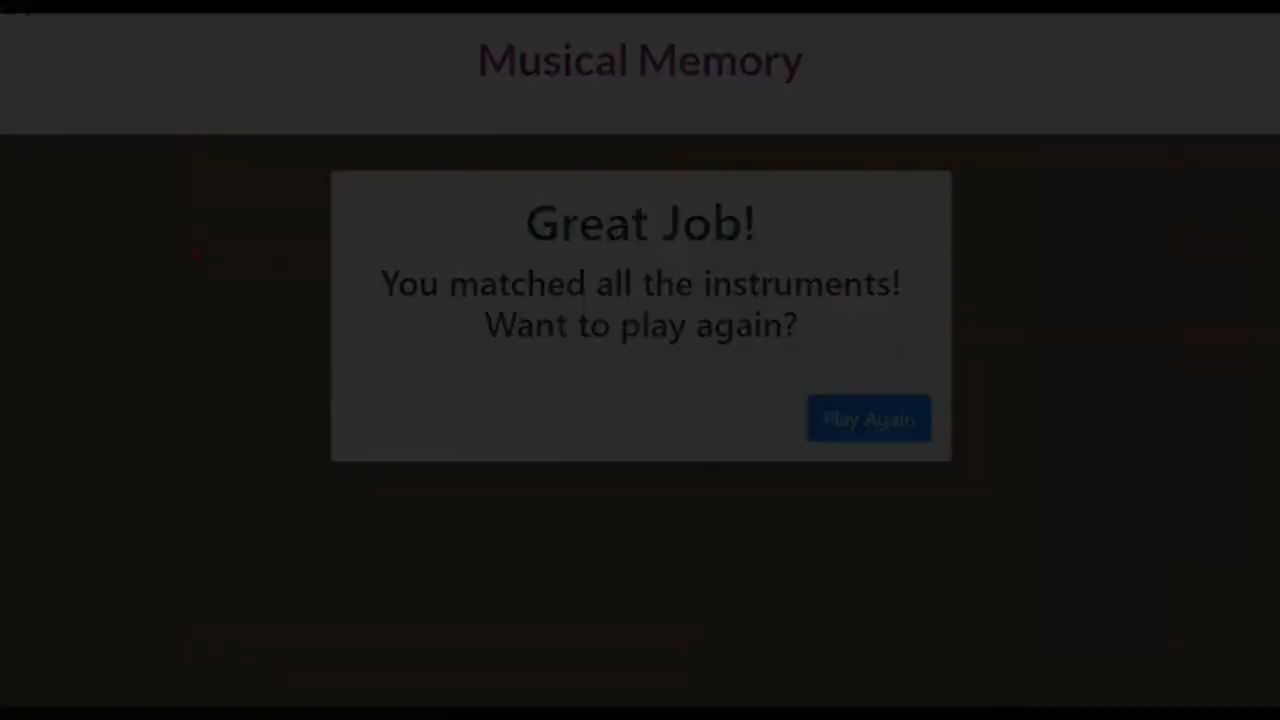 Musical Memory
Great Job!
You matched all the instruments!
Want to play again?
Play Again